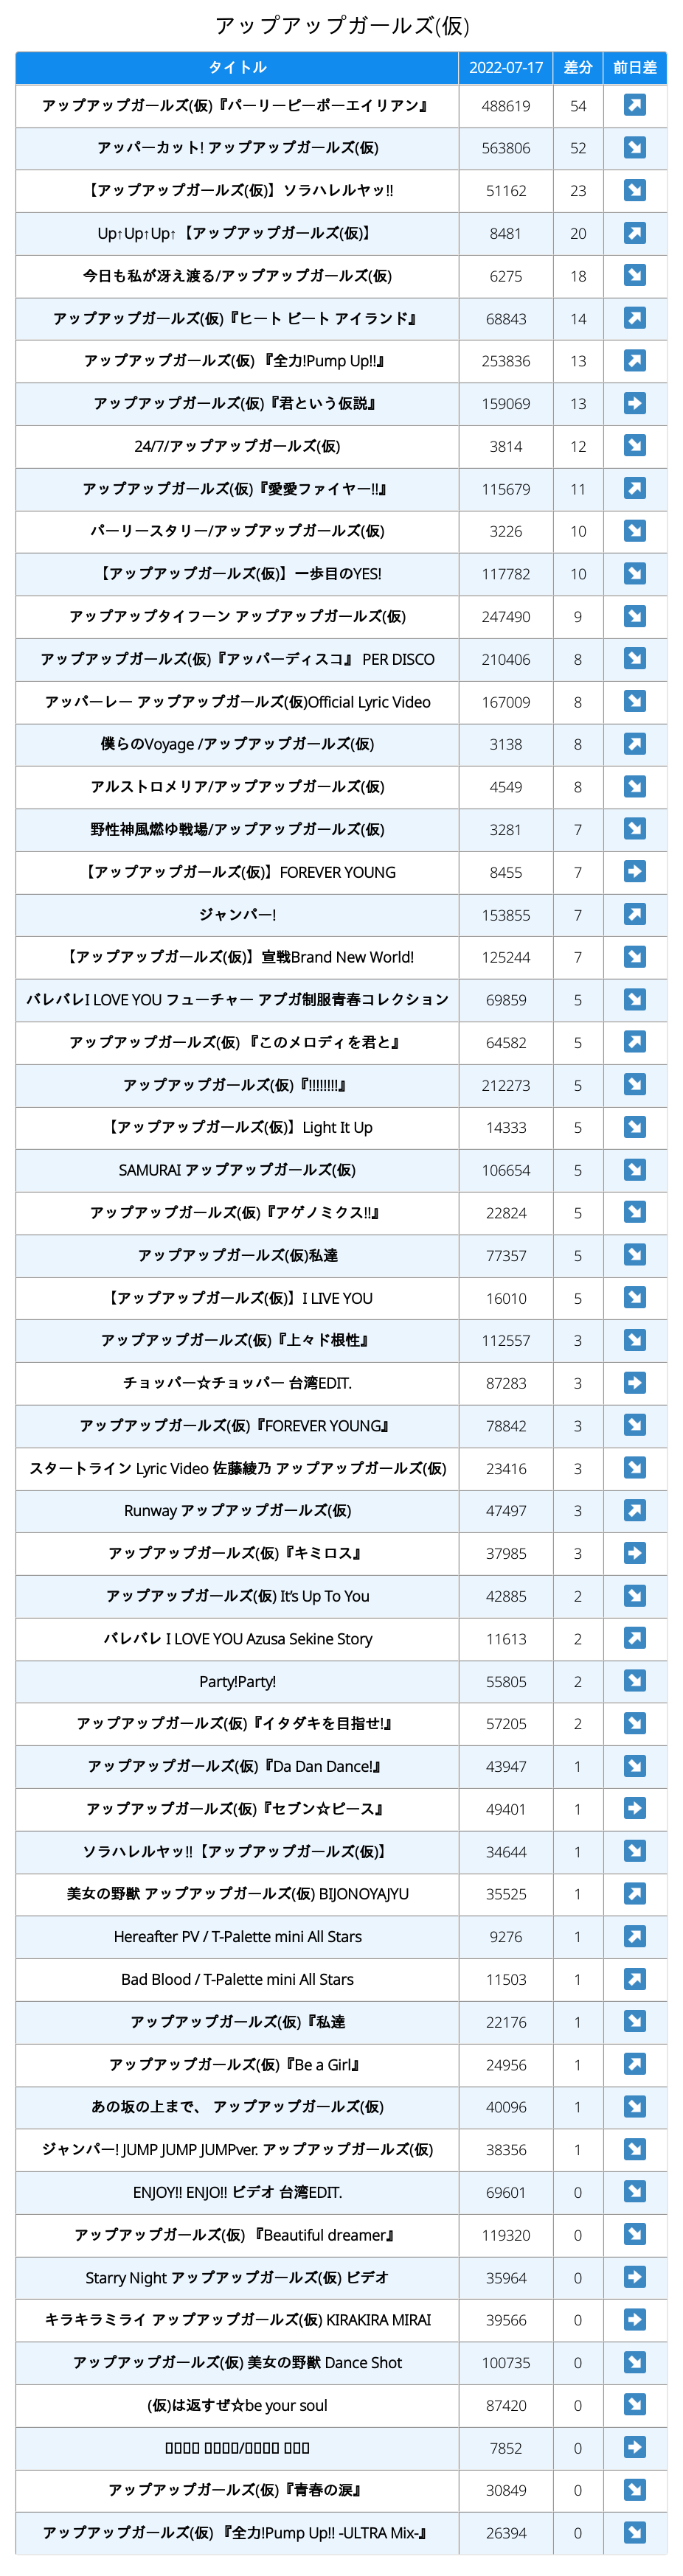 アップアップガールズ(仮)
タイトル 2022-07-17 差分 前日差
アップアップガールズ(仮)『パーリーピーポーエイリアン』 488619 54
アッパーカット! アップアップガールズ(仮) 563806 52
【アップアップガールズ(仮)】ソラハレルヤッ!! 51162 23
Up↑Up↑Up↑【アップアップガールズ(仮)】 8481 20
今日も私が冴え渡る/アップアップガールズ(仮) 6275 18
アップアップガールズ(仮)『ヒート ビート アイランド』 68843 14
アップアップガールズ(仮) 『全力!Pump Up!!』 253836 13
アップアップガールズ(仮)『君という仮説』 159069 13
24/7/アップアップガールズ(仮) 3814 12
アップアップガールズ(仮)『愛愛ファイヤー!!』 115679 11
パーリースタリー/アップアップガールズ(仮) 3226 10
【アップアップガールズ(仮)】一歩目のYES! 117782 10
アップアップタイフーン アップアップガールズ(仮) 247490 9
アップアップガールズ(仮)『アッパーディスコ』 PER DISCO 210406 8
アッパーレー アップアップガールズ(仮)Official Lyric Video 167009 8
僕らのVoyage /アップアップガールズ(仮) 3138 8
アルストロメリア/アップアップガールズ(仮) 4549 8
野性神風燃ゆ戦場/アップアップガールズ(仮) 3281 7
【アップアップガールズ(仮)】FOREVER YOUNG 8455 7
ジャンパー! 153855 7
【アップアップガールズ(仮)】宣戦Brand New World! 125244 7
バレバレI LOVE YOU フューチャー アプガ制服青春コレクション 69859 5
アップアップガールズ(仮) 『このメロディを君と』 64582 5
アップアップガールズ(仮)『!!!!!!!!』 212273 5
【アップアップガールズ(仮)】Light It Up 14333 5
SAMURAI アップアップガールズ(仮) 106654 5
アップアップガールズ(仮)『アゲノミクス!!』 22824 5
アップアップガールズ(仮)私達 77357 5
【アップアップガールズ(仮)】I LIVE YOU 16010 5
アップアップガールズ(仮)『上々ド根性』 112557 3
チョッパー☆チョッパー 台湾EDIT. 87283 3
アップアップガールズ(仮)『FOREVER YOUNG』 78842 3
スタートライン Lyric Video 佐藤綾乃 アップアップガールズ(仮) 23416 3
Runway アップアップガールズ(仮) 47497 3
アップアップガールズ(仮)『キミロス』 37985 3
アップアップガールズ(仮) It's Up To You 42885 2
バレバレ I LOVE YOU Azusa Sekine Story 11613 2
Party!Party! 55805 2
アップアップガールズ(仮)『イタダキを目指せ!』 57205 2
アップアップガールズ(仮)『Da Dan Dance!』 43947 1
アップアップガールズ(仮)『セブン☆ピース』 49401 1
ソラハレルヤッ!!【アップアップガールズ(仮)】 34644 1
美女の野獣 アップアップガールズ(仮) BIJONOYAJYU 35525 1
Hereafter PV / T-Palette mini All Stars 9276 1
Bad Blood / T-Palette mini All Stars 11503 1
アップアップガールズ(仮)『私達 22176 1
アップアップガールズ(仮)『Be a Girl』 24956 1
あの坂の上まで、 アップアップガールズ(仮) 40096 1
ジャンパー! JUMP JUMP JUMPver. アップアップガールズ(仮) 38356 1
ENJOY!! ENJO!! ビデオ 台湾EDIT. 69601 0
アップアップガールズ(仮) 『Beautiful dreamer』 119320 0
Starry Night アップアップガールズ(仮) ビデオ 35964 0
キラキラミライ アップアップガールズ(仮) KIRAKIRA MIRAI 39566 0
アップアップガールズ(仮) 美女の野獣 Dance Shot 100735 0
(仮)は返すぜ☆be your soul 87420 0
7852 0
アップアップガールズ(仮)『青春の涙』 30849 0
アップアップガールズ(仮) 『全力!Pump Up!! -ULTRA Mix-』 26394 0